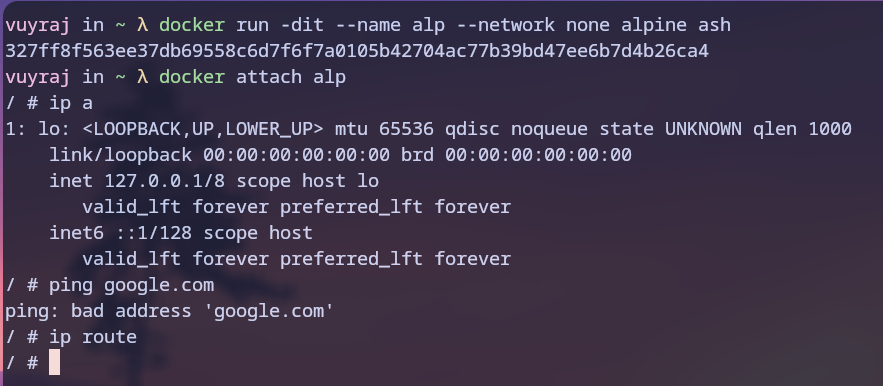 vuyraj in ~ λ docker run -dit --name alp --network none alpine ash
327ff8f563ee37db69558c6d7f6f7a0105b42704ac77b39bd47ee6b7d4b26ca4
vuyraj in ~ λ docker attach alp
/ # ip a
1: lo: <LOOPBACK,UP,LOWER_UP> mtu 65536 qdisc noqueue state UNKNOWN qlen 1000
    link/loopback 00:00:00:00:00:00 brd 00:00:00:00:00:00
    inet 127.0.0.1/8 scope host lo
       valid_lft forever preferred_lft forever
    inet6 ::1/128 scope host
       valid_lft forever preferred_lft forever
/ # ping google.com
ping: bad address 'google.com'
/ # ip route
/ #